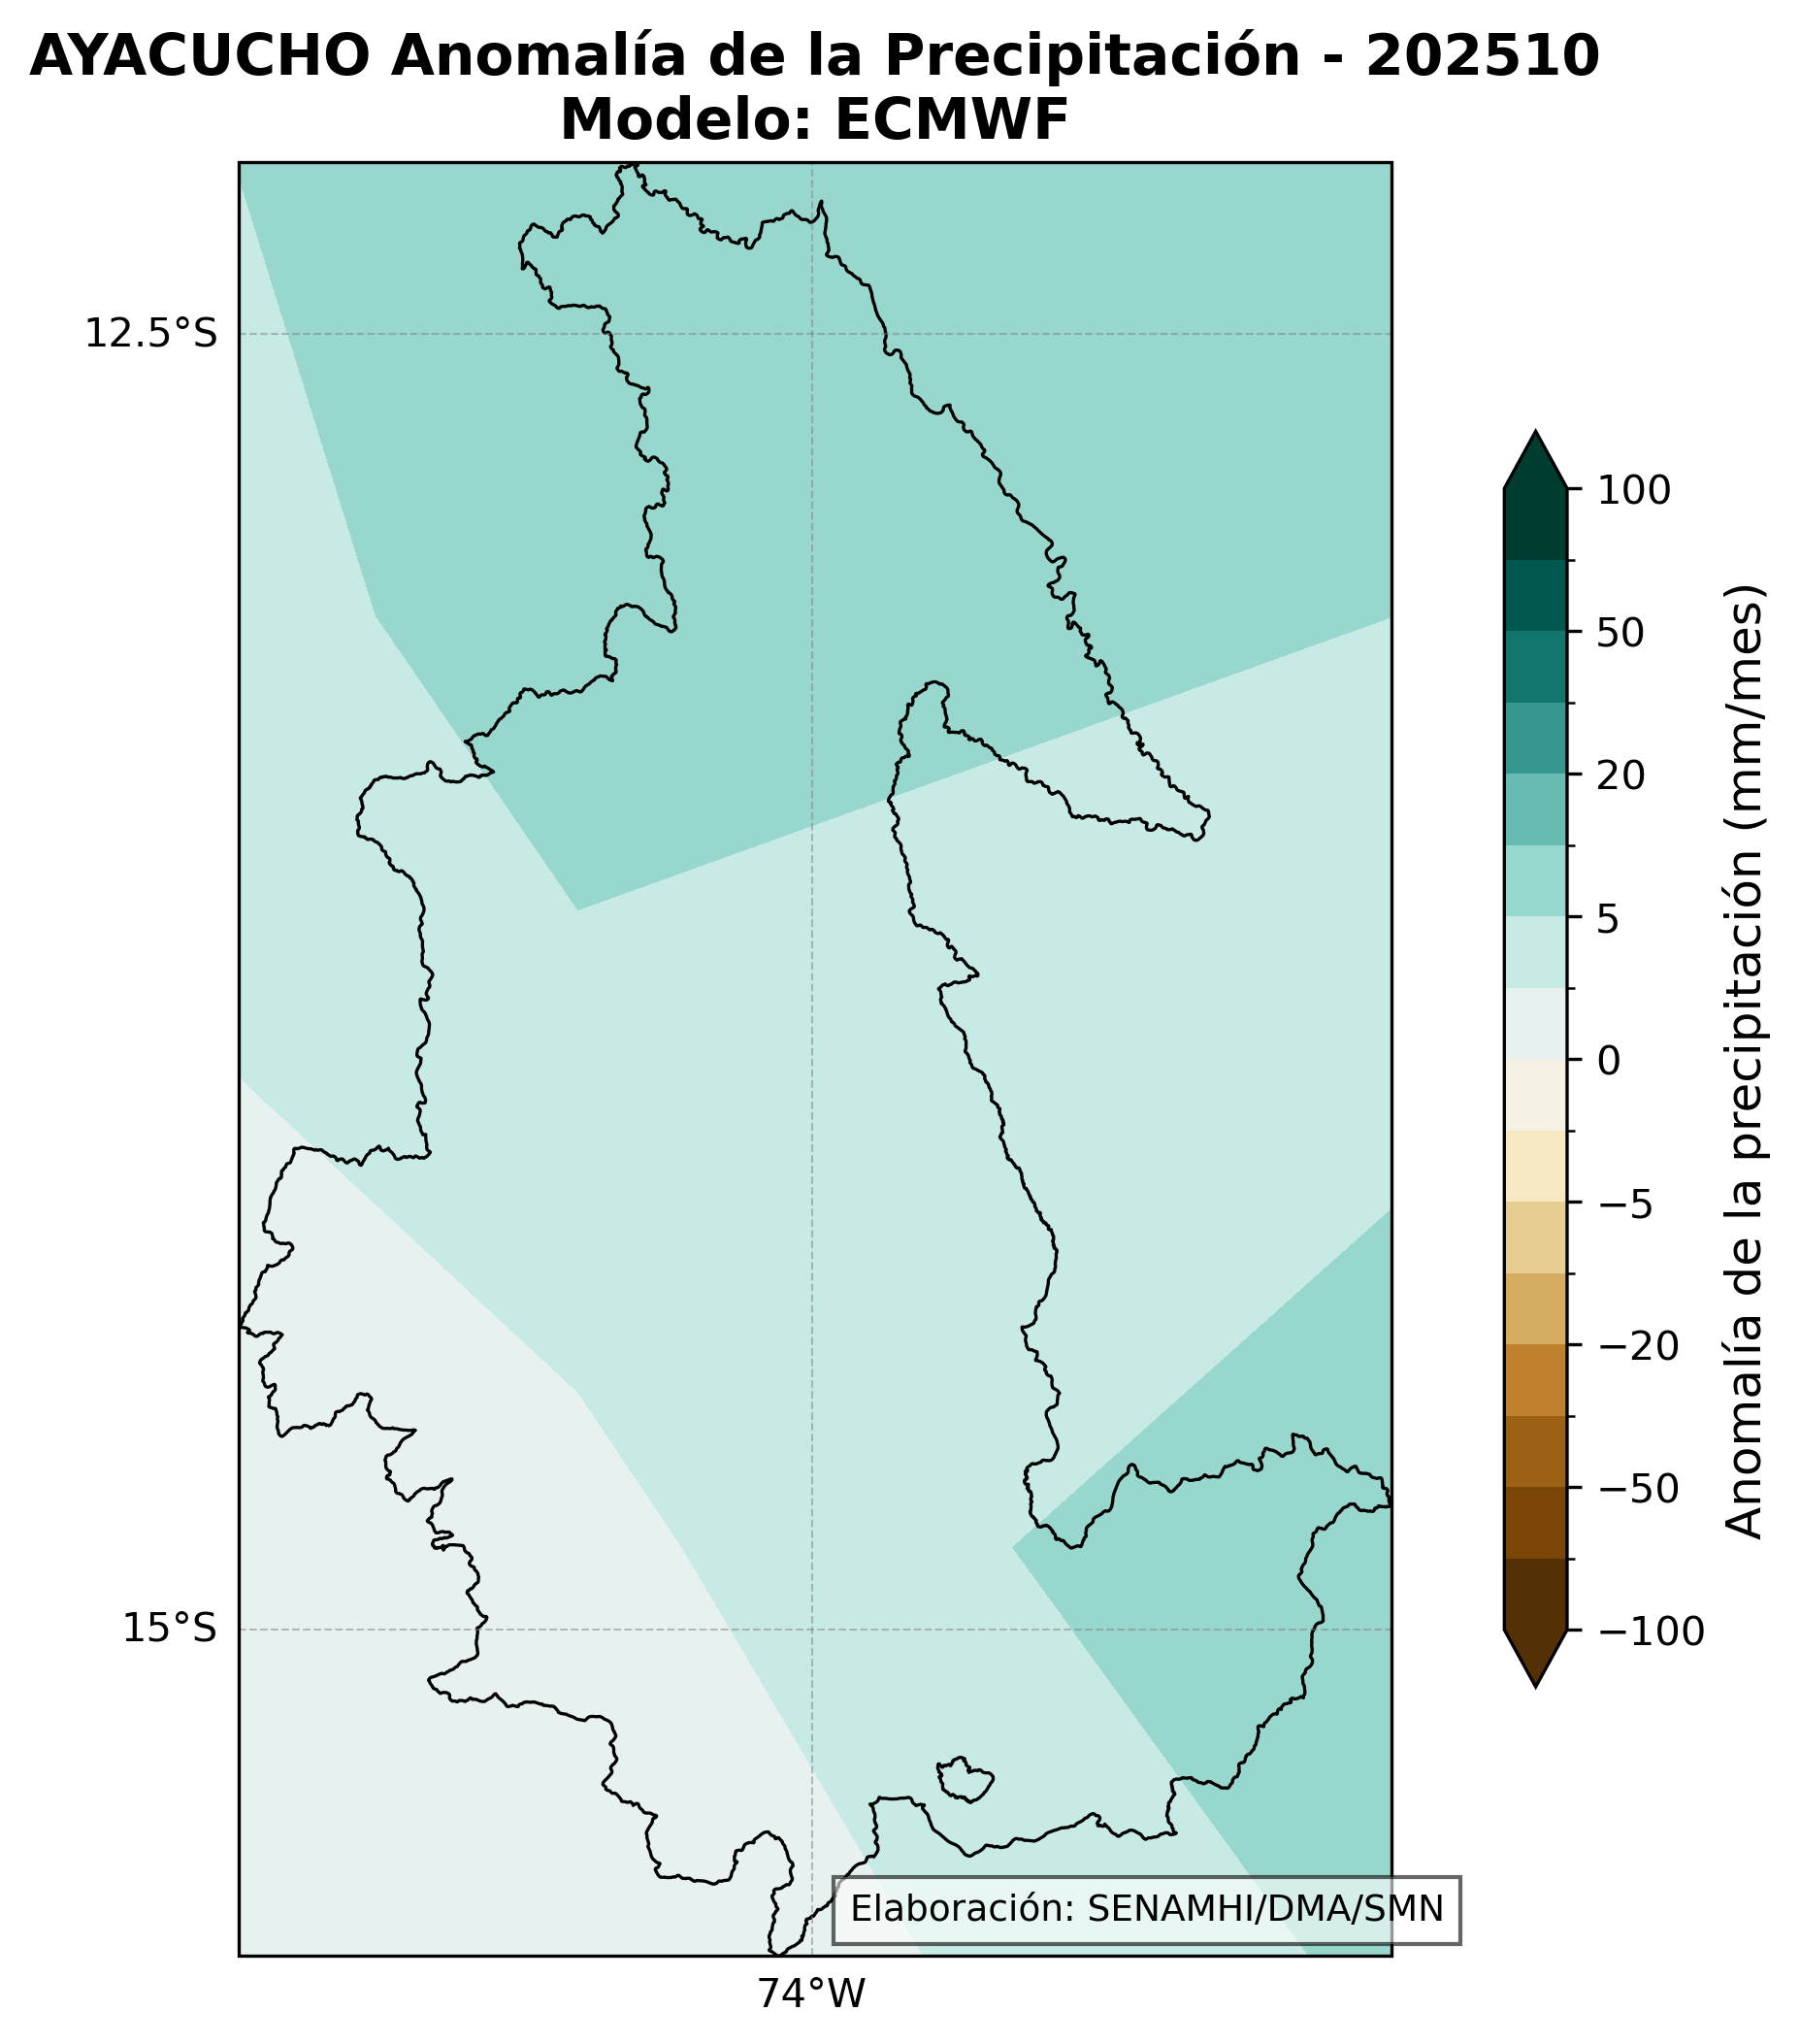 AYACUCHO Anomalía de la Precipitación - 202510
Modelo: ECMWF
12.5°S
15°S
74°W
100
50
20
5
0
−5
−20
−50
−100
Anomalía de la precipitación (mm/mes)
Elaboración: SENAMHI/DMA/SMN